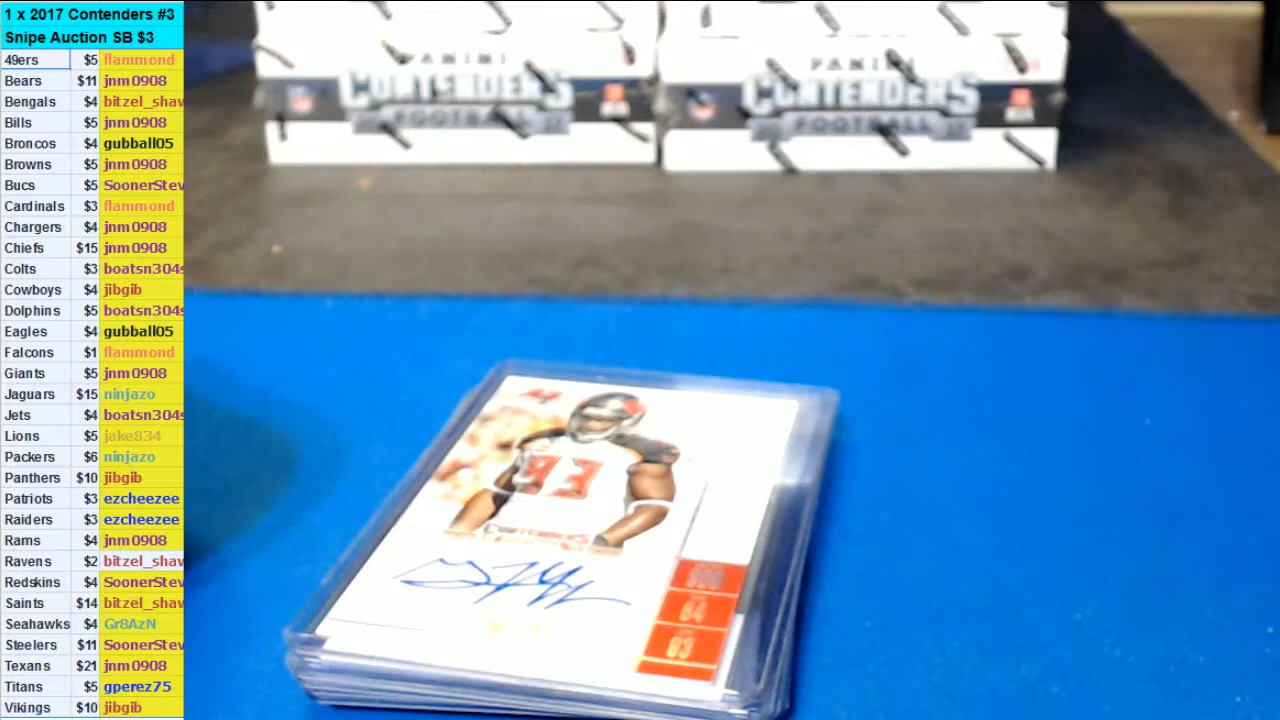 1 x 2017 Contenders #3
Snipe Auction SB $3
49ers $5 flammond
Bears $11 jnm0908
Bengals $4 bitzel_shav
Bills $5 jnm0908
Broncos $4 gubball05
Browns $5 jnm0908
Bucs $5 SoonerStev
Cardinals $3 flammond
Chargers $4 jnm0908
Chiefs $15 jnm0908
Colts $3 boatsn304s
Cowboys $4 jibgib
Dolphins $5 boatsn304s
Eagles $4 gubball05
Falcons $1 flammond
Giants $5 jnm0908
Jaguars $15 ninjazo
Jets $4 boatsn304s
Lions $5 jake834
Packers $6 ninjazo
Panthers $10 jibgib
Patriots $3 ezcheezee
Raiders $3 ezcheezee
Rams $4 jnm0908
Ravens $2 bitzel_shav
Redskins $4 SoonerStev
Saints $14 bitzel_shav
Seahawks $4 Gr8AzN
Steelers $11 SoonerStev
Texans $21 jnm0908
Titans $5 gperez75
Vikings $10 jibgib
PANINI
CONTENDERS
FOOTBALL
PANINI
CONTENDERS
FOOTBALL
93
CONTENDERS
04
93